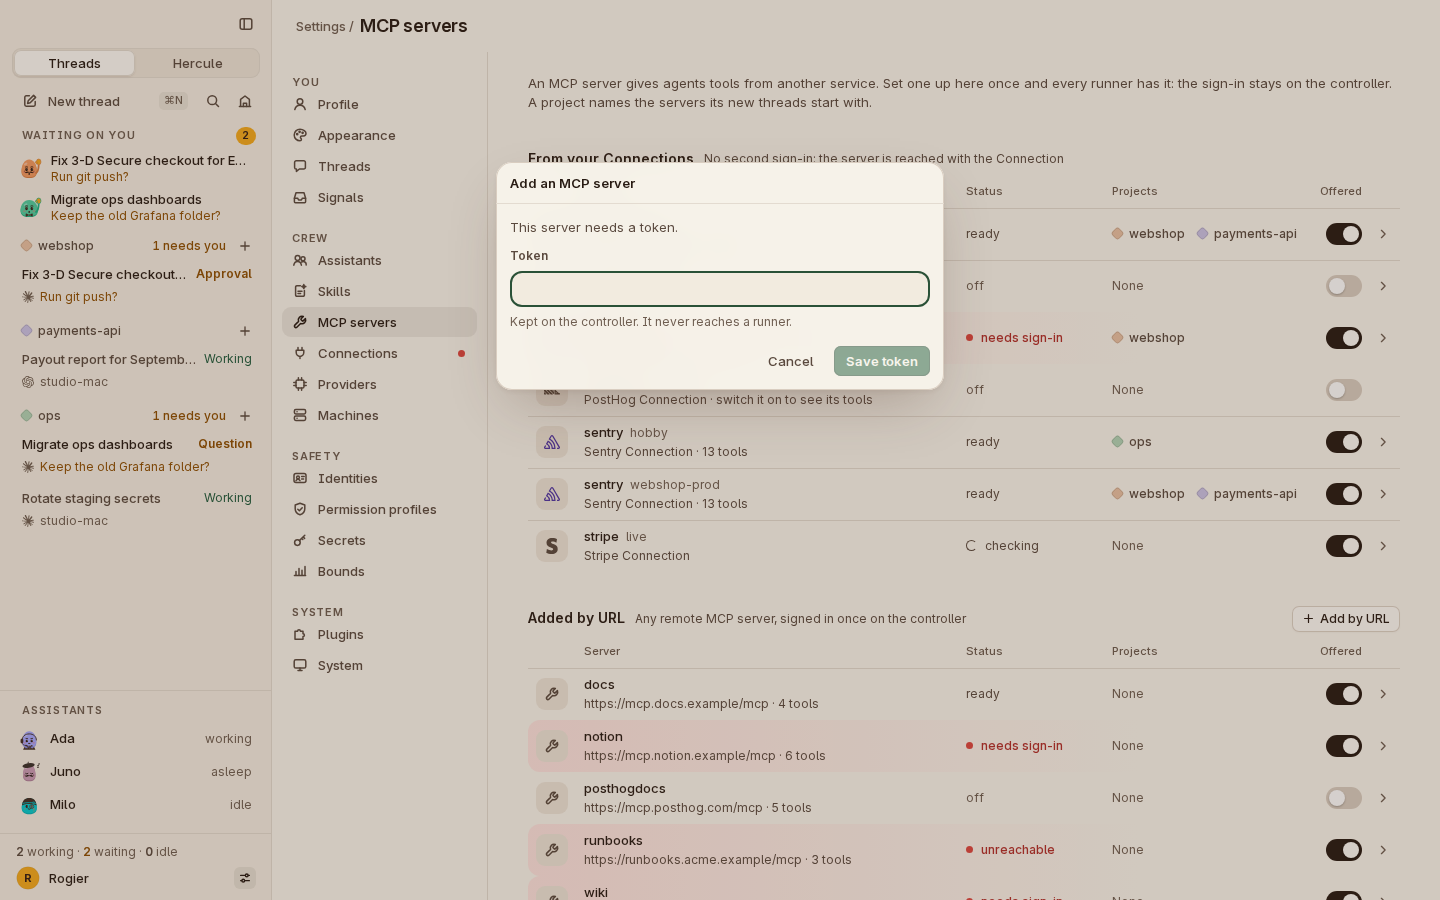 Threads
Hercule
New thread
⌘N
WAITING ON YOU
2
Fix 3-D Secure checkout for E…
Run git push?
Migrate ops dashboards
Keep the old Grafana folder?
webshop
1 needs you
Fix 3-D Secure checkout…
Approval
Run git push?
payments-api
Payout report for Septemb…
Working
studio-mac
ops
1 needs you
Migrate ops dashboards
Question
Keep the old Grafana folder?
Rotate staging secrets
Working
studio-mac
ASSISTANTS
Ada
working
Juno
asleep
Milo
idle
2 working · 2 waiting · 0 idle
R
Rogier
Settings /
MCP servers
YOU
Profile
Appearance
Threads
Signals
CREW
Assistants
Skills
MCP servers
Connections
Providers
Machines
SAFETY
Identities
Permission profiles
Secrets
Bounds
SYSTEM
Plugins
System
An MCP server gives agents tools from another service. Set one up here once and every runner has it: the sign-in stays on the controller.
A project names the servers its new threads start with.
From your Connections
No second sign-in: the server is reached with the Connection
Status
Projects
Offered
ready
webshop
payments-api
off
None
needs sign-in
webshop
off
None
PostHog Connection · switch it on to see its tools
sentry hobby
Sentry Connection · 13 tools
ready
ops
sentry webshop-prod
Sentry Connection · 13 tools
ready
webshop
payments-api
stripe live
Stripe Connection
checking
None
Add an MCP server
This server needs a token.
Token
Kept on the controller. It never reaches a runner.
Cancel
Save token
Added by URL
Any remote MCP server, signed in once on the controller
Add by URL
Server
Status
Projects
Offered
docs
https://mcp.docs.example/mcp · 4 tools
ready
None
notion
https://mcp.notion.example/mcp · 6 tools
needs sign-in
None
posthogdocs
https://mcp.posthog.com/mcp · 5 tools
off
None
runbooks
https://runbooks.acme.example/mcp · 3 tools
unreachable
None
wiki
needs sign-in
None